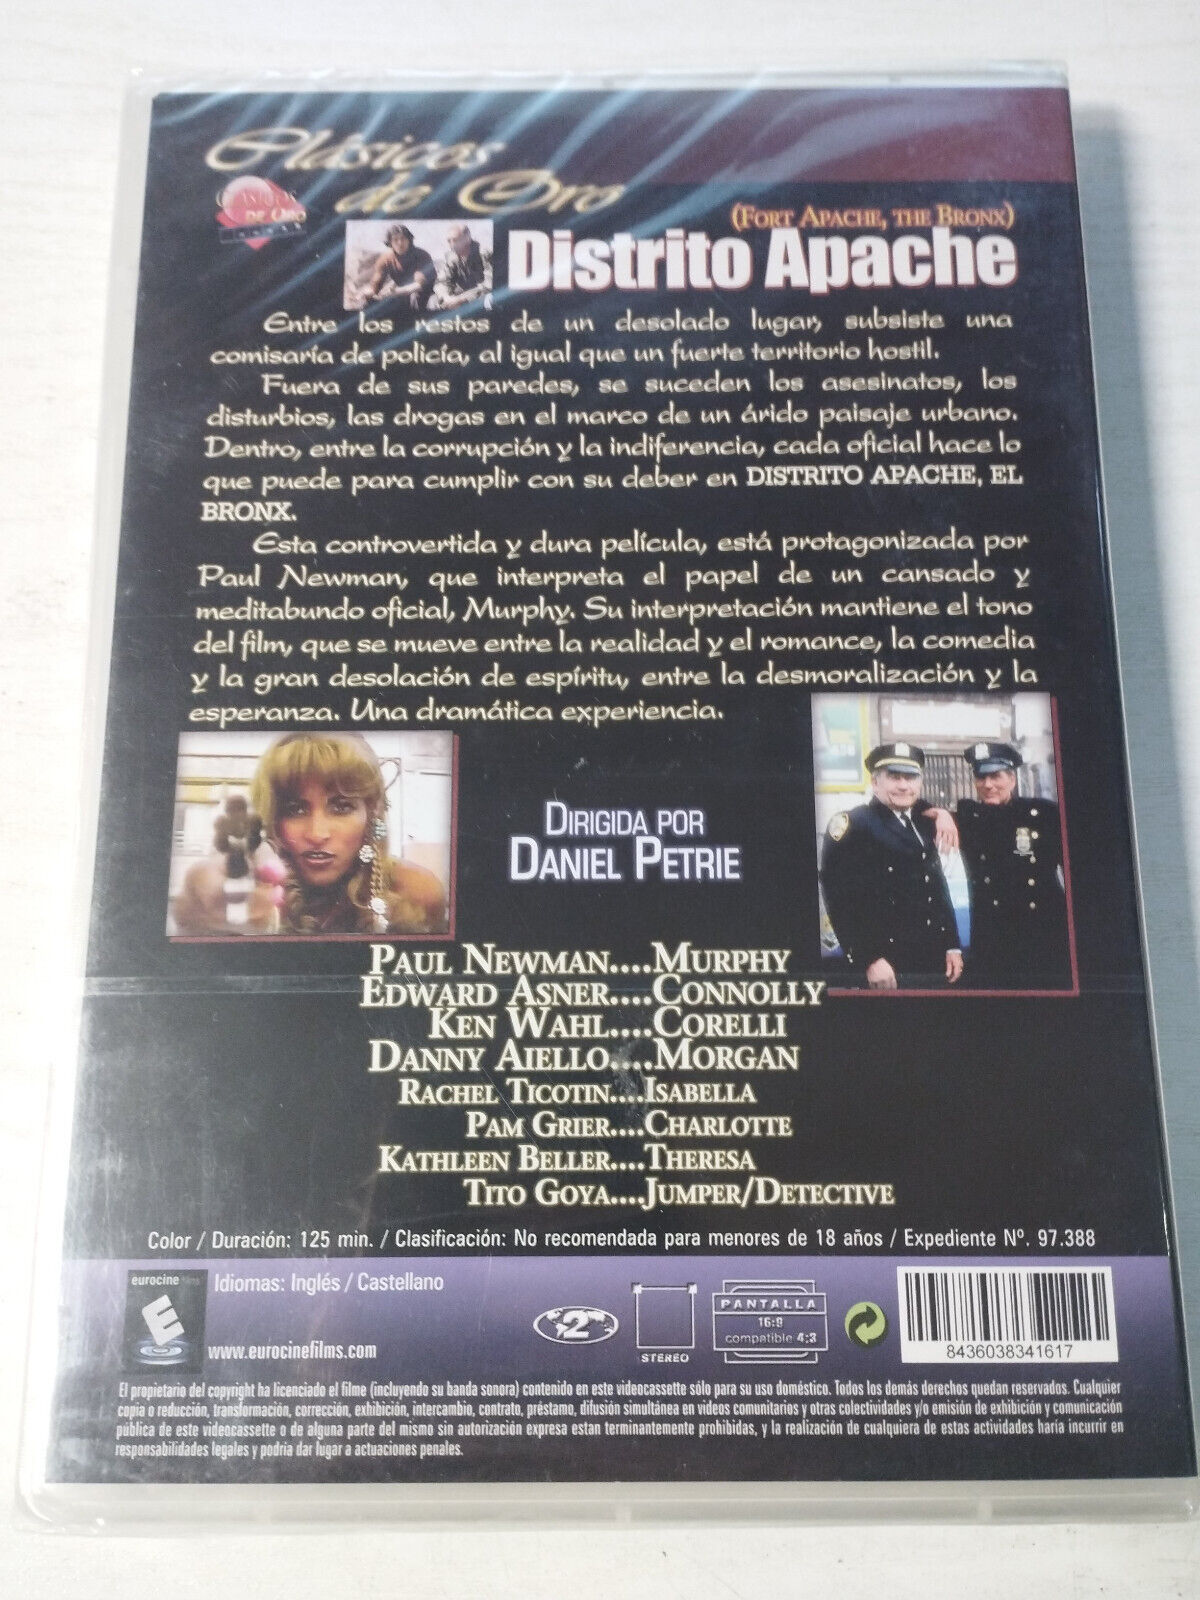 Clásicos
de Oro
DE ORO
(FORT APACHE, THE BRONX)
Distrito Apache
Entre los restos de un desolado lugar, subsiste una
comisaría de policía, al igual que un fuerte territorio hostil.
Fuera de sus paredes, se suceden los asesinatos, los
disturbios, las drogas en el marco de un árido paisaje urbano.
Dentro, entre la corrupción y la indiferencia, cada oficial hace lo
que puede para cumplir con su deber en DISTRITO APACHE, EL
BRONX.
Esta controvertida y dura película, está protagonizada por
Paul Newman, que interpreta el papel de un cansado y
meditabundo oficial, Murphy. Su interpretación mantiene el tono
del film, que se mueve entre la realidad y el romance, la comedia
y la gran desolación de espíritu, entre la desmoralización y la
esperanza. Una dramática experiencia.
DIRIGIDA POR
DANIEL PETRIE
PAUL NEWMAN....MURPHY
EDWARD ASNER....CONNOLLY
KEN WAHL....CORELLI
DANNY AIELLO....MORGAN
RACHEL TICOTIN....ISABELLA
PAM GRIER....CHARLOTTE
KATHLEEN BELLER....THERESA
TITO GOYA....JUMPER/DETECTIVE
Color / Duración: 125 min. / Clasificación: No recomendada para menores de 18 años / Expediente Nº. 97.388
eurocine films
E
Idiomas: Inglés / Castellano
www.eurocinefilms.com
2
STEREO
PANTALLA
16:9
compatible 4:3
8436038341617
El propietario del copyright ha licenciado el filme (incluyendo su banda sonora) contenido en este videocassette sólo para su uso doméstico. Todos los demás derechos quedan reservados. Cualquier
copia o reducción, transformación, corrección, exhibición, intercambio, contrato, préstamo, difusión simultánea en videos comunitarios y otras colectividades y/o emisión de exhibición y comunicación
pública de este videocassette o de alguna parte del mismo sin autorización expresa estan terminantemente prohibidas, y la realización de cualquiera de estas actividades haría incurrir en
responsabilidades legales y podría dar lugar a actuaciones penales.